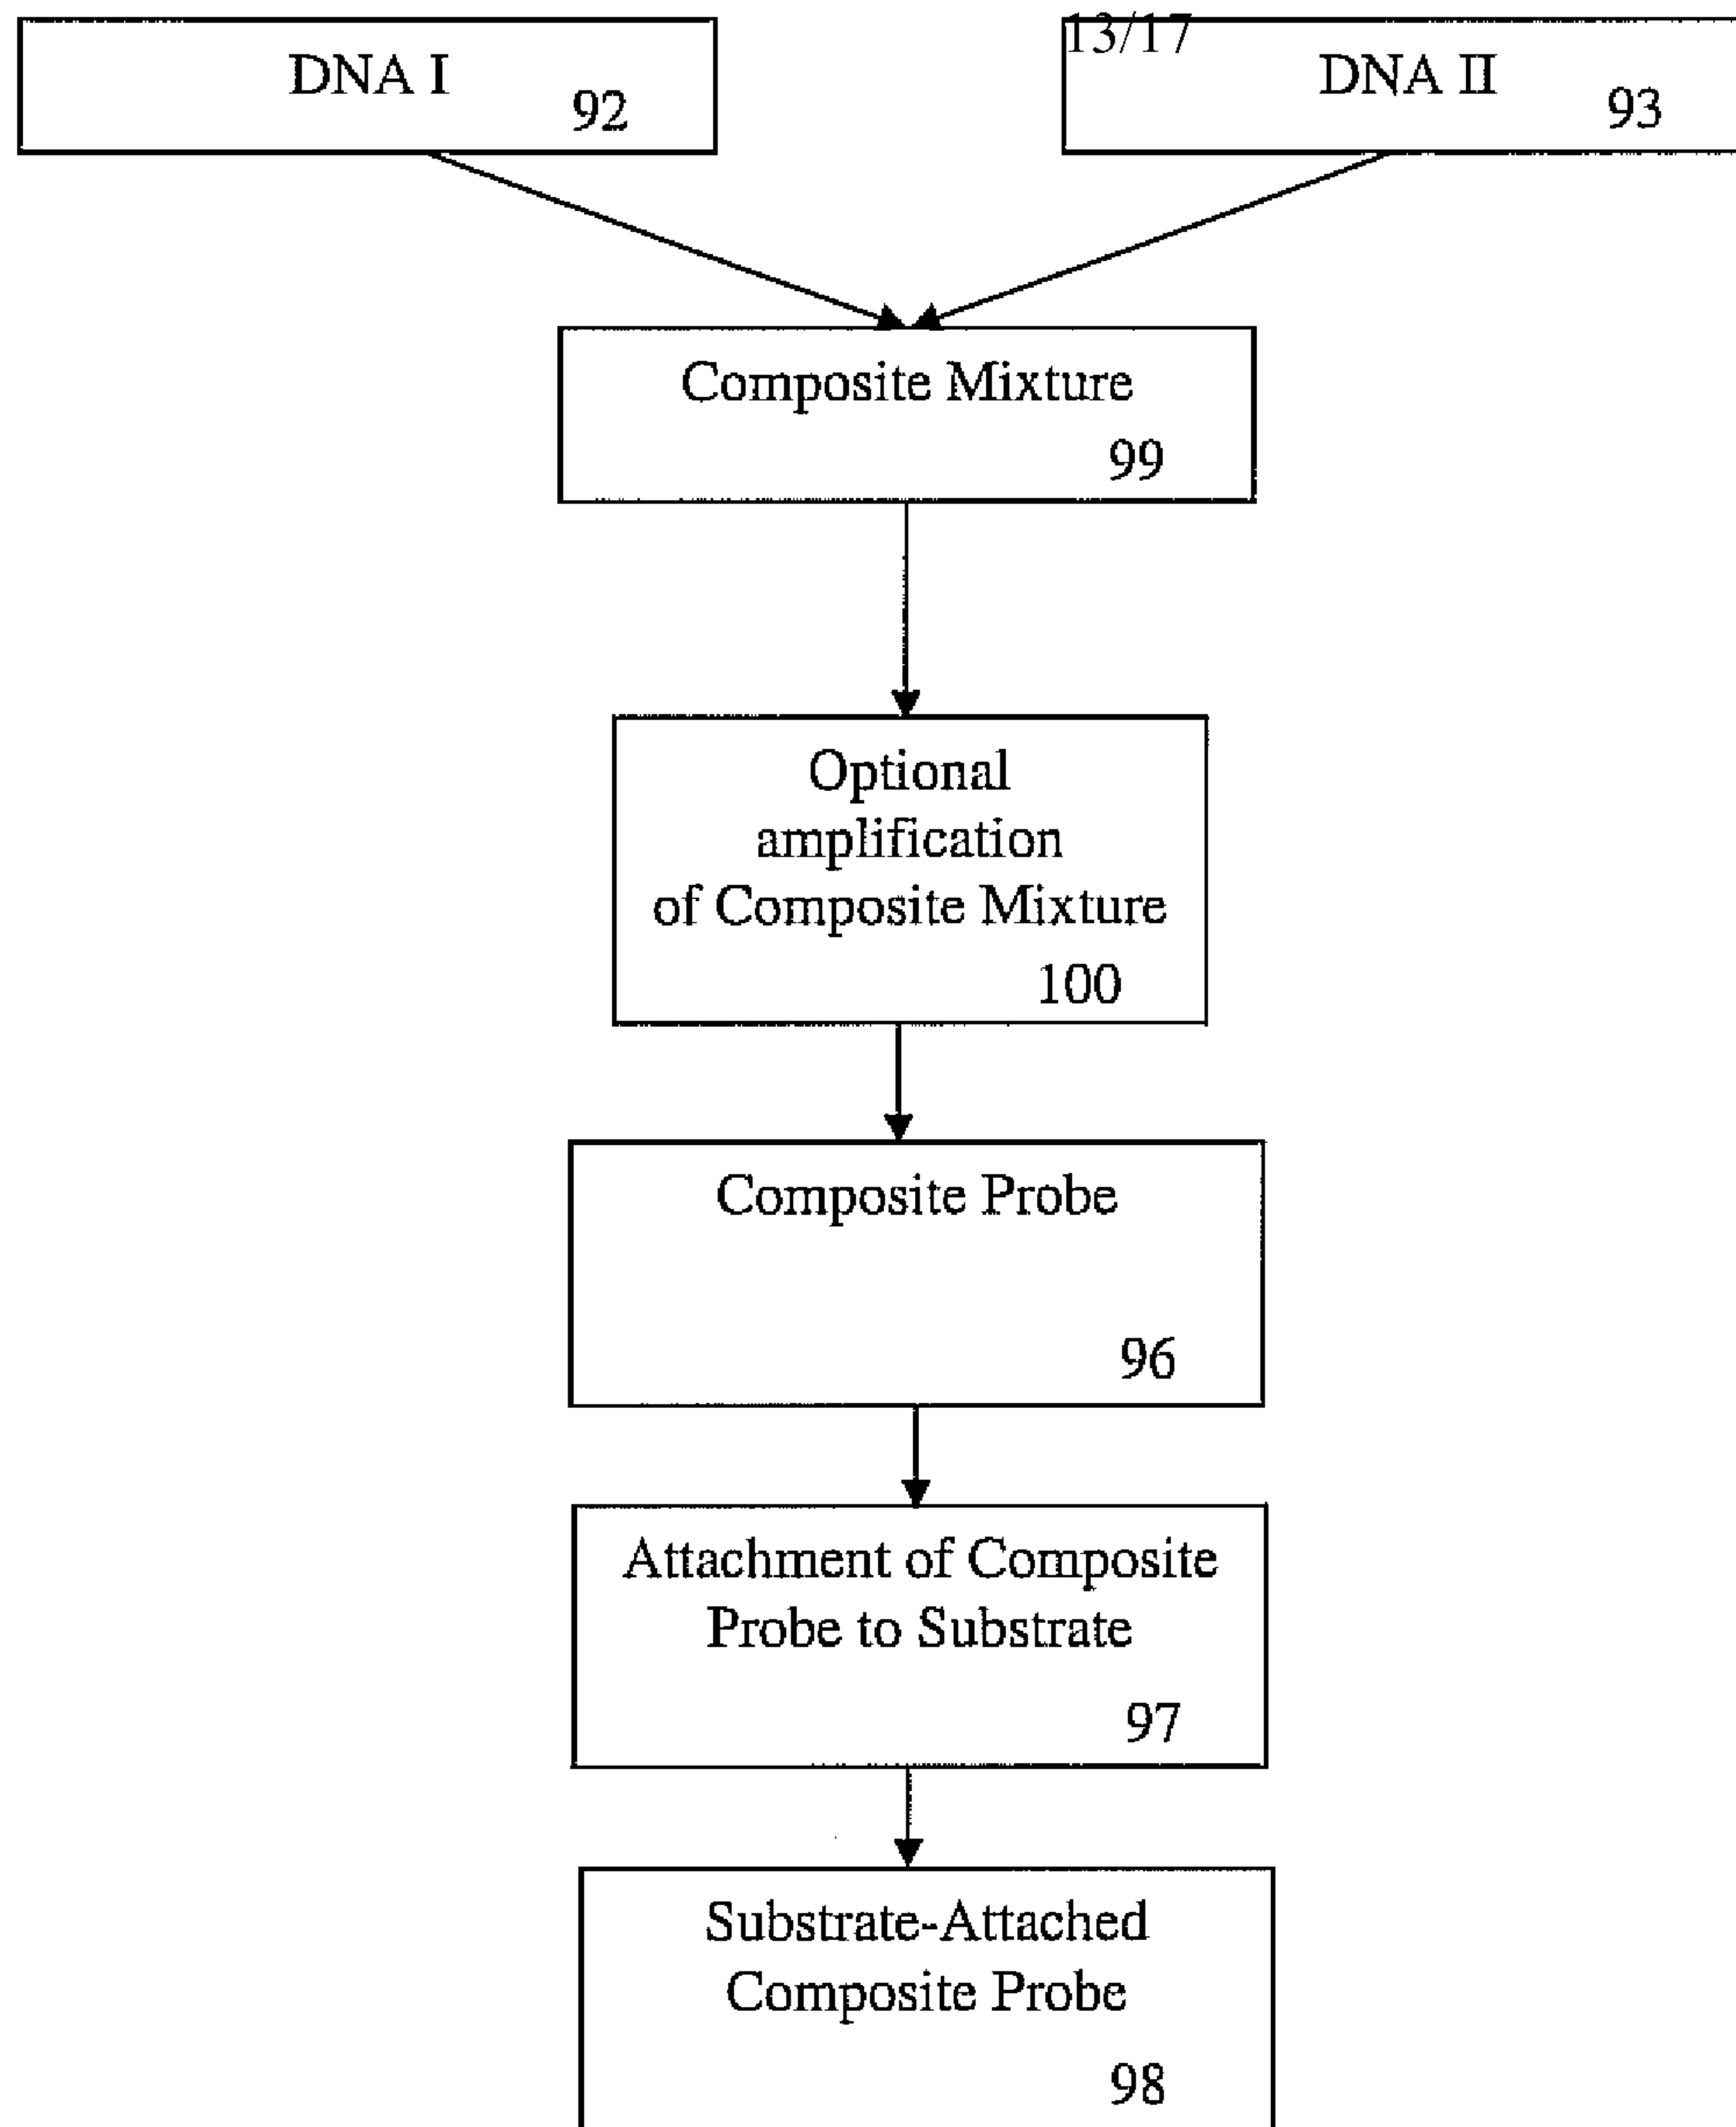 13/17
DNA I
92
DNA II
93
Composite Mixture
99
Optional
amplification
of Composite Mixture
100
Composite Probe
96
Attachment of Composite
Probe to Substrate
97
Substrate-Attached
Composite Probe
98